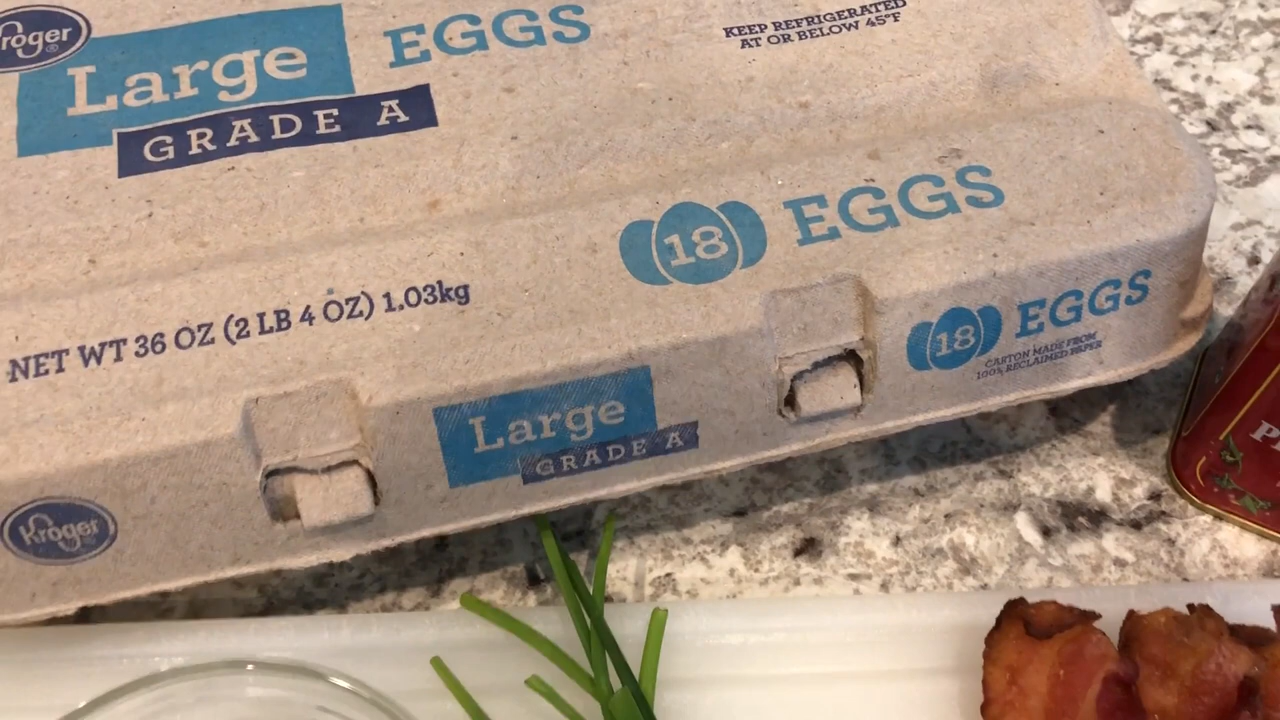 Kroger
Large EGGS
GRADE A
KEEP REFRIGERATED
AT OR BELOW 45°F
18 EGGS
NET WT 36 OZ (2 LB 4 OZ) 1.03kg
18 EGGS
CARTON MADE FROM
100% RECLAIMED PAPER
Large
GRADE A
Kroger